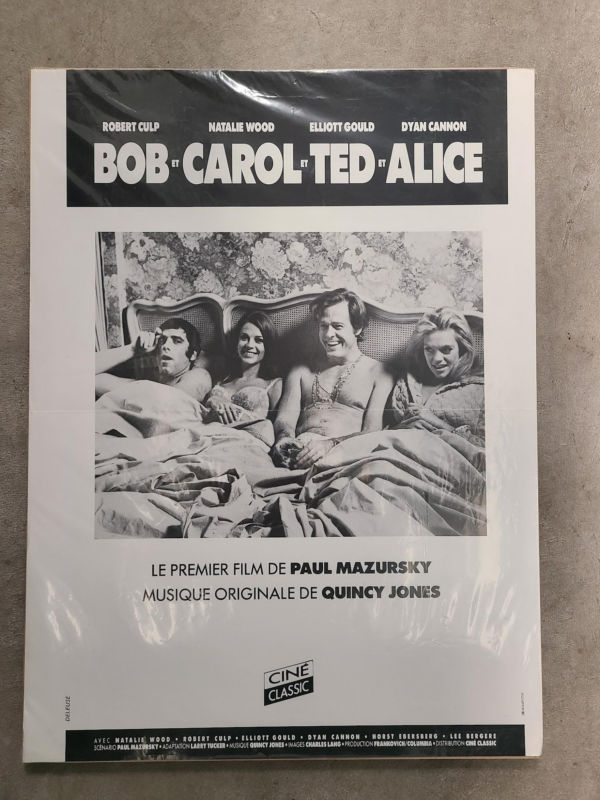 ROBERT CULP NATALIE WOOD ELLIOTT GOULD DYAN CANNON
BOB ET CAROL ET TED ET ALICE
LE PREMIER FILM DE PAUL MAZURSKY
MUSIQUE ORIGINALE DE QUINCY JONES
CINÉ
CLASSIC
DELEUSE
AVEC NATALIE WOOD • ROBERT CULP • ELLIOTT GOULD • DYAN CANNON • HORST EBERSBERG • LEE BERGERE
SCÉNARIO PAUL MAZURSKY • ADAPTATION LARRY TUCKER • MUSIQUE QUINCY JONES • IMAGES CHARLES LANG • PRODUCTION FRANKOVICH/COLUMBIA • DISTRIBUTION CINÉ CLASSIC